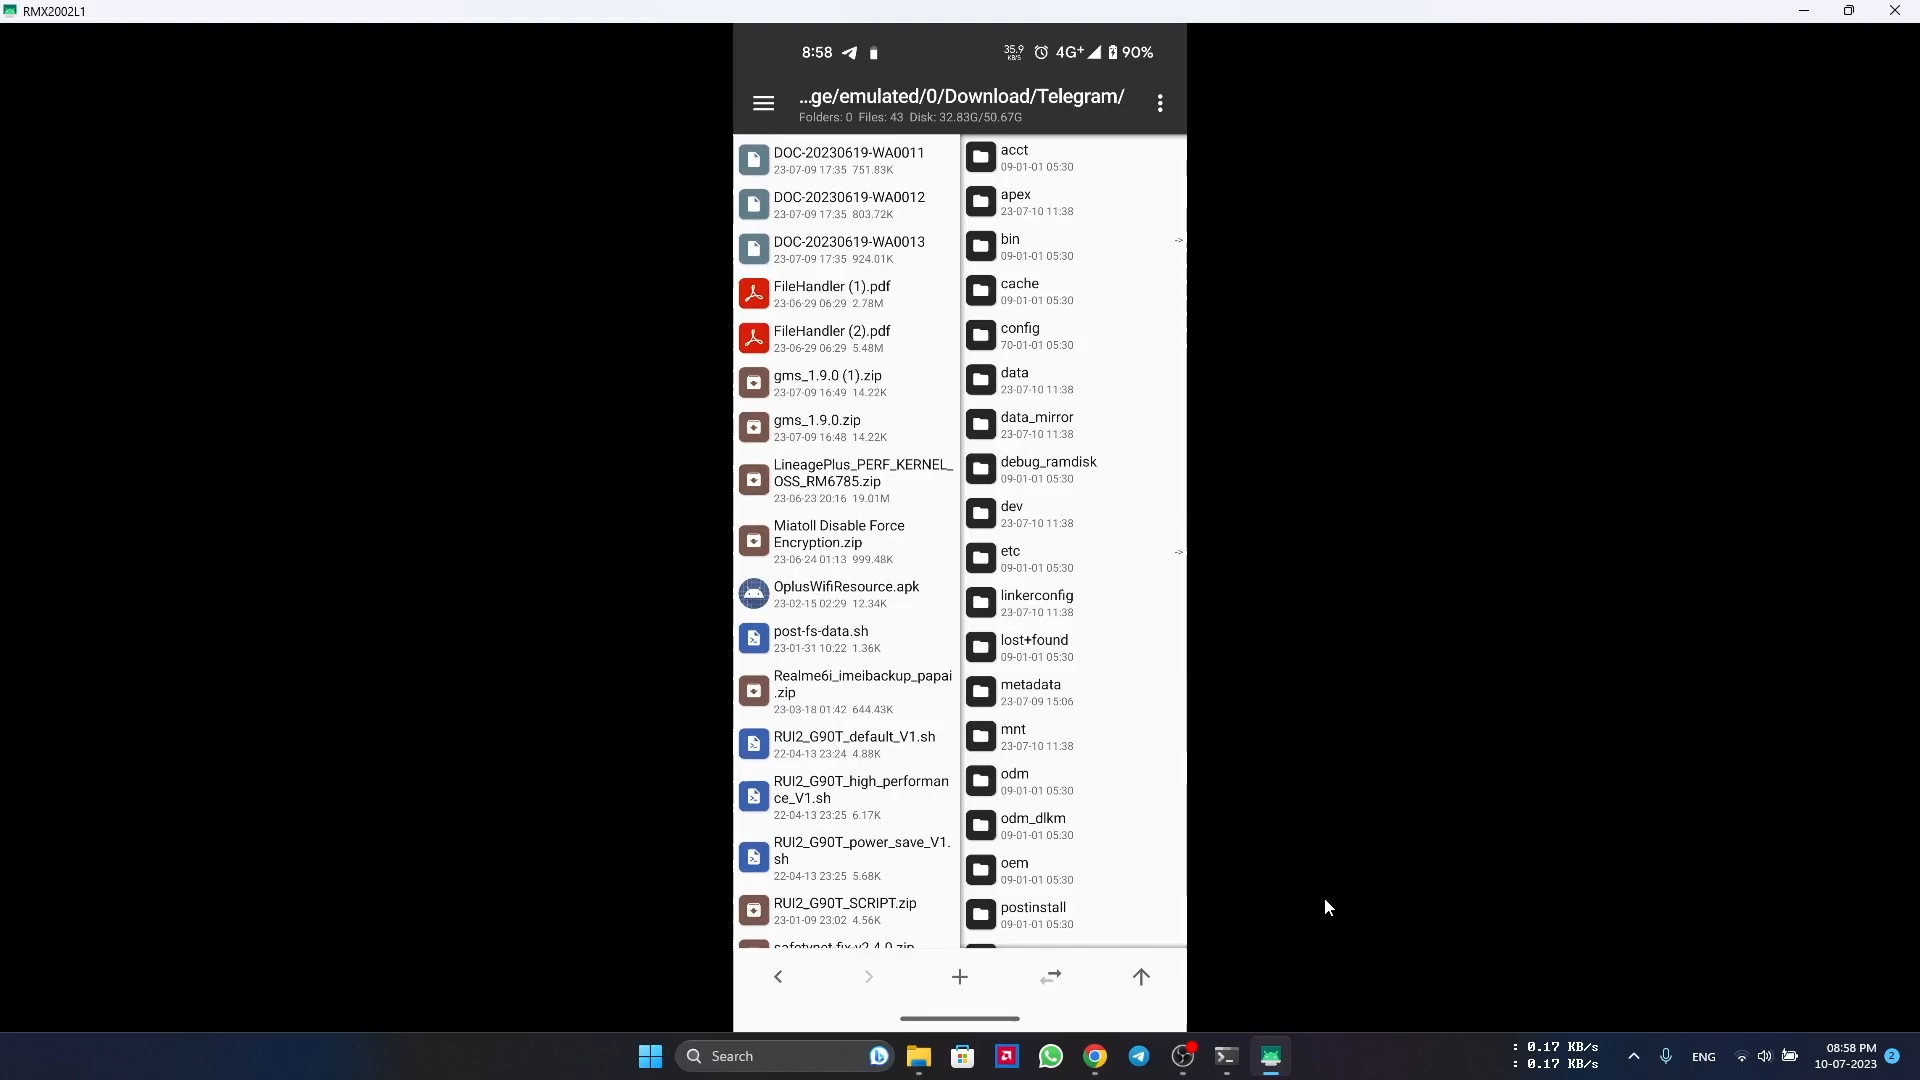 RMX2002L1
8:58
35.9
KB/S
4G+
90%
...ge/emulated/0/Download/Telegram/
Folders: 0 Files: 43 Disk: 32.83G/50.67G
DOC-20230619-WA0011
23-07-09 17:35 751.83K
DOC-20230619-WA0012
23-07-09 17:35 803.72K
DOC-20230619-WA0013
23-07-09 17:35 924.01K
FileHandler (1).pdf
23-06-29 06:29 2.78M
FileHandler (2).pdf
23-06-29 06:29 5.48M
gms_1.9.0 (1).zip
23-07-09 16:49 14.22K
gms_1.9.0.zip
23-07-09 16:48 14.22K
LineagePlus_PERF_KERNEL_
OSS_RM6785.zip
23-06-23 20:16 19.01M
Miatoll Disable Force
Encryption.zip
23-06-24 01:13 999.48K
OplusWifiResource.apk
23-02-15 02:29 12.34K
post-fs-data.sh
23-01-31 10:22 1.36K
Realme6i_imeibackup_papai
.zip
23-03-18 01:42 644.43K
RUI2_G90T_default_V1.sh
22-04-13 23:24 4.88K
RUI2_G90T_high_performan
ce_V1.sh
22-04-13 23:25 6.17K
RUI2_G90T_power_save_V1.
sh
22-04-13 23:25 5.68K
RUI2_G90T_SCRIPT.zip
23-01-09 23:02 4.56K
safetynet-fix-v2.4.0.zip
acct
09-01-01 05:30
apex
23-07-10 11:38
bin
->
09-01-01 05:30
cache
09-01-01 05:30
config
70-01-01 05:30
data
23-07-10 11:38
data_mirror
23-07-10 11:38
debug_ramdisk
09-01-01 05:30
dev
23-07-10 11:38
etc
->
09-01-01 05:30
linkerconfig
23-07-10 11:38
lost+found
09-01-01 05:30
metadata
23-07-09 15:06
mnt
23-07-10 11:38
odm
09-01-01 05:30
odm_dlkm
09-01-01 05:30
oem
09-01-01 05:30
postinstall
09-01-01 05:30
Search
: 0.17 KB/s
: 0.17 KB/s
ENG
08:58 PM
10-07-2023
2